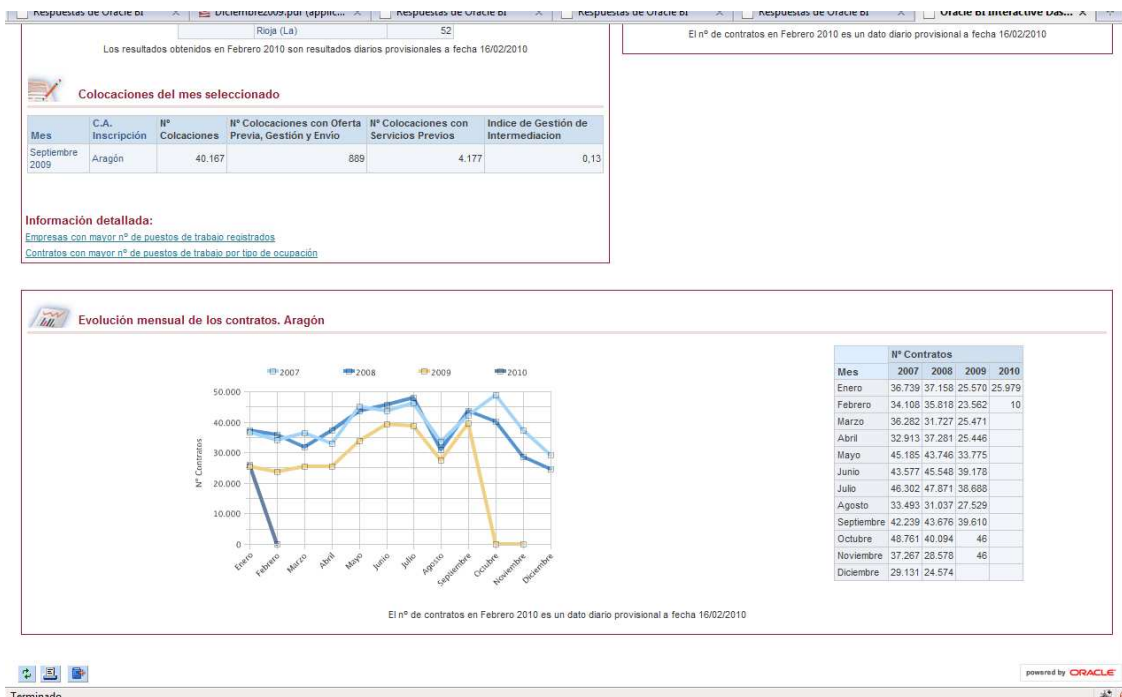 Respuestas de Oracle BI
Diciembre2009.pdf (applic...
Respuestas de Oracle BI
Respuestas de Oracle BI
Respuestas de Oracle BI
Oracle BI Interactive Das...
Rioja (La) 52
Los resultados obtenidos en Febrero 2010 son resultados diarios provisionales a fecha 16/02/2010
El nº de contratos en Febrero 2010 es un dato diario provisional a fecha 16/02/2010
Colocaciones del mes seleccionado
Mes C.A. Inscripción Nº Colcaciones Nº Colocaciones con Oferta Previa, Gestión y Envío Nº Colocaciones con Servicios Previos Indice de Gestión de Intermediacion
Septiembre 2009 Aragón 40.167 889 4.177 0,13
Información detallada:
Empresas con mayor nº de puestos de trabajo registrados
Contratos con mayor nº de puestos de trabajo por tipo de ocupación
Evolución mensual de los contratos. Aragón
2007 2008 2009 2010
50.000
40.000
30.000
20.000
10.000
0
Nº Contratos
Enero Febrero Marzo Abril Mayo Junio Julio Agosto Septiembre Octubre Noviembre Diciembre
Nº Contratos
Mes 2007 2008 2009 2010
Enero 36.739 37.158 25.570 25.979
Febrero 34.108 35.818 23.562 10
Marzo 36.282 31.727 25.471
Abril 32.913 37.281 25.446
Mayo 45.185 43.746 33.775
Junio 43.577 45.548 39.178
Julio 46.302 47.871 38.688
Agosto 33.493 31.037 27.529
Septiembre 42.239 43.676 39.610
Octubre 48.761 40.094 46
Noviembre 37.267 28.578 46
Diciembre 29.131 24.574
El nº de contratos en Febrero 2010 es un dato diario provisional a fecha 16/02/2010
powered by ORACLE
Terminado